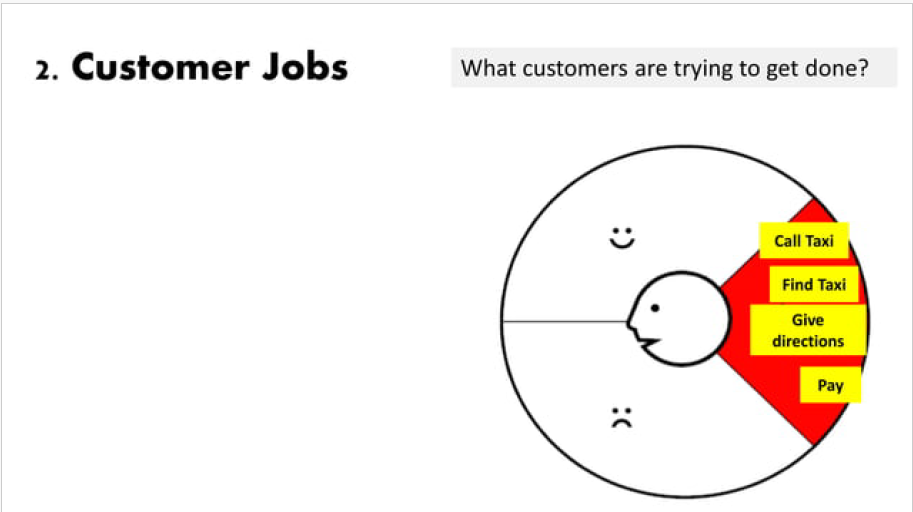 2. Customer Jobs
What customers are trying to get done?
Call Taxi
Find Taxi
Give
directions
Pay